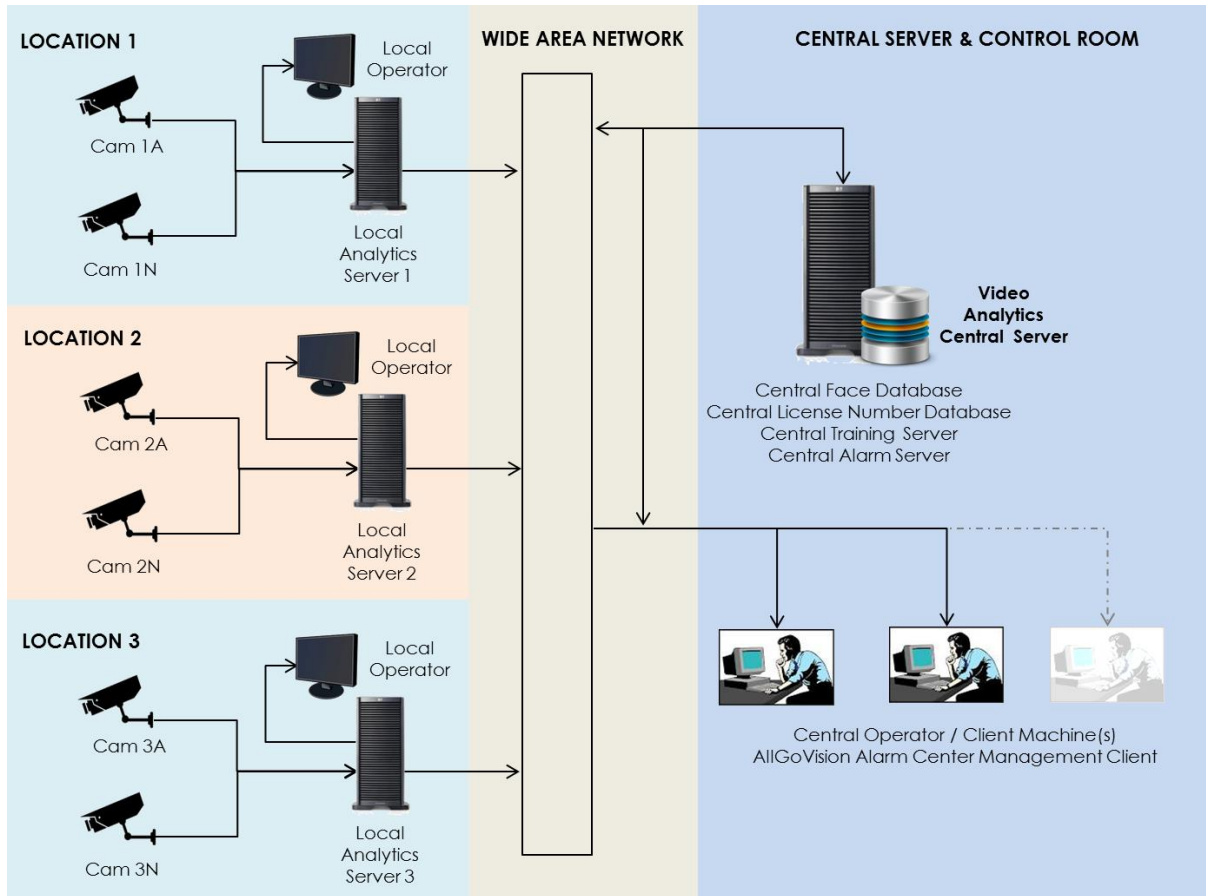 LOCATION 1
Local
Operator
Cam 1A
Cam 1N
Local
Analytics
Server 1
LOCATION 2
Local
Operator
Cam 2A
Cam 2N
Local
Analytics
Server 2
LOCATION 3
Local
Operator
Cam 3A
Cam 3N
Local
Analytics
Server 3
WIDE AREA NETWORK
CENTRAL SERVER & CONTROL ROOM
Video
Analytics
Central Server
Central Face Database
Central License Number Database
Central Training Server
Central Alarm Server
Central Operator / Client Machine(s)
AllGoVision Alarm Center Management Client